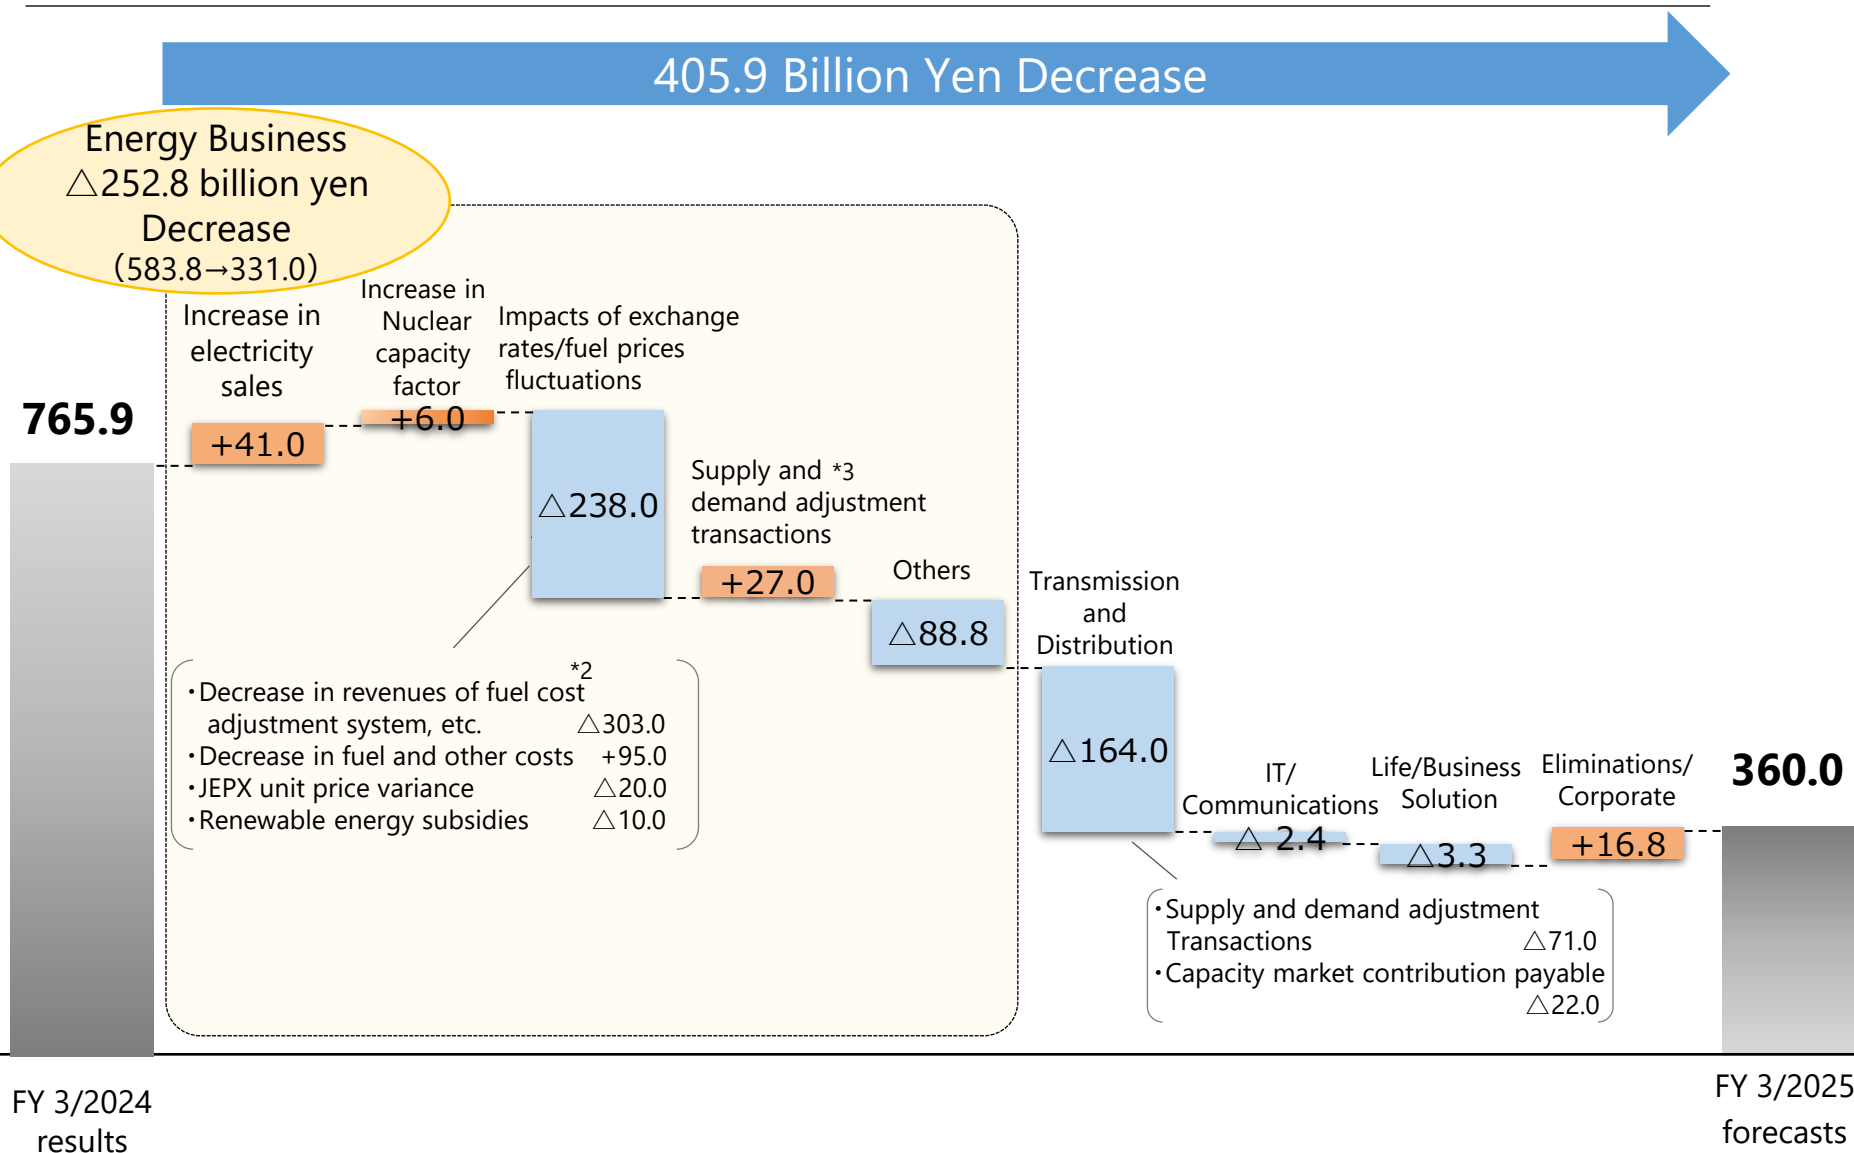 405.9 Billion Yen Decrease
Energy Business
△252.8 billion yen
Decrease
(583.8→331.0)
765.9
Increase in
electricity
sales
+41.0
Increase in
Nuclear
capacity
factor
+6.0
Impacts of exchange
rates/fuel prices
fluctuations
△238.0
Supply and *3
demand adjustment
transactions
+27.0
Others
△88.8
*2
・Decrease in revenues of fuel cost
adjustment system, etc. △303.0
・Decrease in fuel and other costs +95.0
・JEPX unit price variance △20.0
・Renewable energy subsidies △10.0
Transmission
and
Distribution
△164.0
IT/
Communications
△ 2.4
Life/Business
Solution
△3.3
Eliminations/
Corporate
+16.8
360.0
・Supply and demand adjustment
Transactions △71.0
・Capacity market contribution payable
△22.0
FY 3/2024
results
FY 3/2025
forecasts